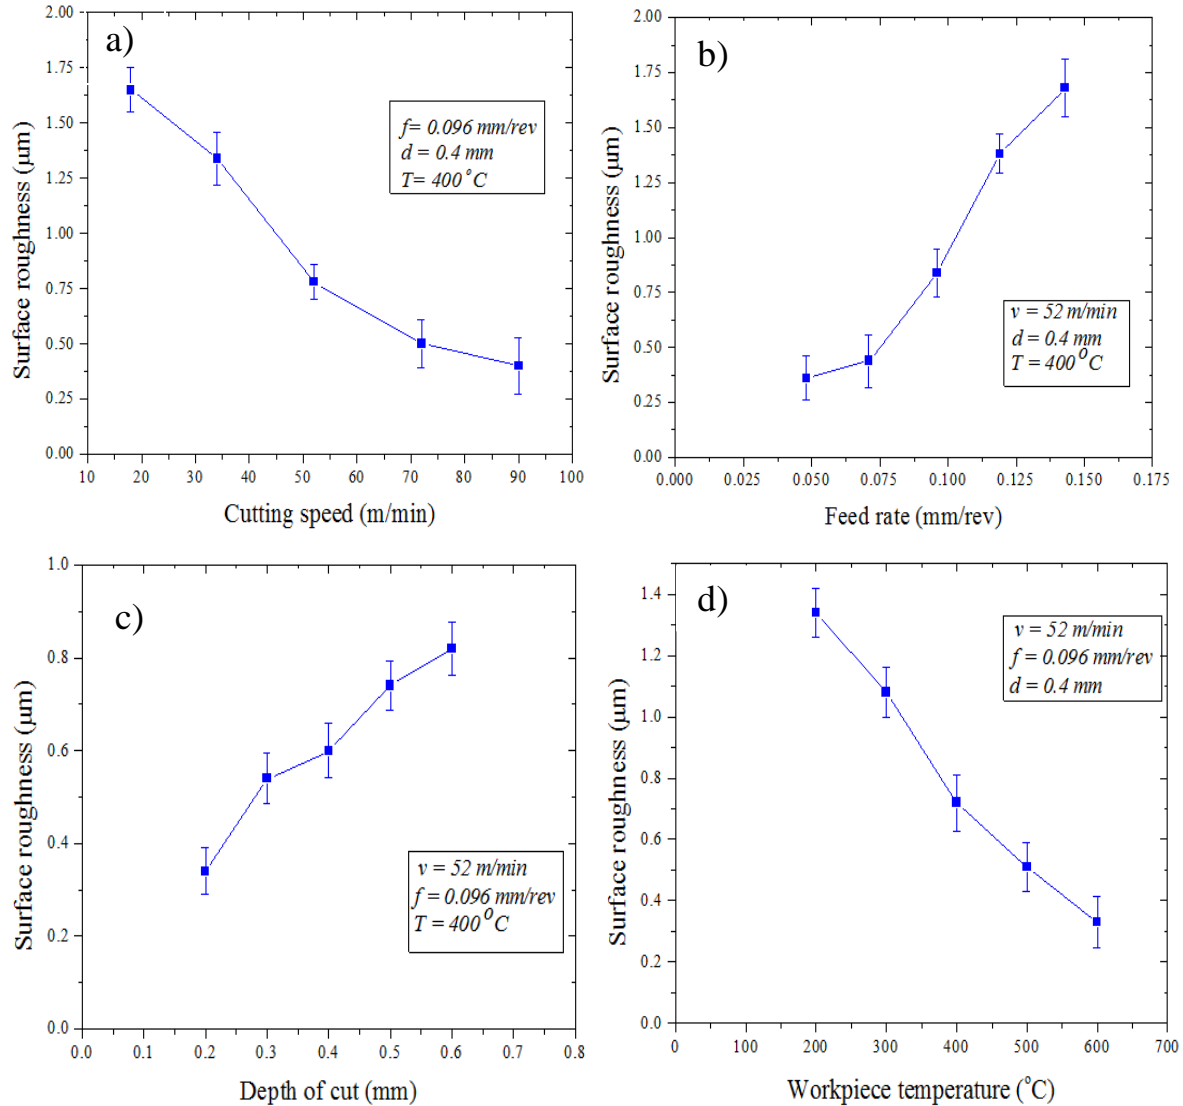 a)
2.00
1.75
1.50
1.25
1.00
0.75
0.50
0.25
0.00
Surface roughness (μm)
f= 0.096 mm/rev
d = 0.4 mm
T= 400°C
10 20 30 40 50 60 70 80 90 100
Cutting speed (m/min)
b)
2.00
1.75
1.50
1.25
1.00
0.75
0.50
0.25
0.00
Surface roughness (μm)
v = 52 m/min
d = 0.4 mm
T = 400°C
0.000 0.025 0.050 0.075 0.100 0.125 0.150 0.175
Feed rate (mm/rev)
c)
1.0
0.8
0.6
0.4
0.2
0.0
Surface roughness (μm)
v = 52 m/min
f = 0.096 mm/rev
T = 400°C
0.0 0.1 0.2 0.3 0.4 0.5 0.6 0.7 0.8
Depth of cut (mm)
d)
1.4
1.2
1.0
0.8
0.6
0.4
0.2
0.0
Surface roughness (μm)
v = 52 m/min
f = 0.096 mm/rev
d = 0.4 mm
0 100 200 300 400 500 600 700
Workpiece temperature (°C)